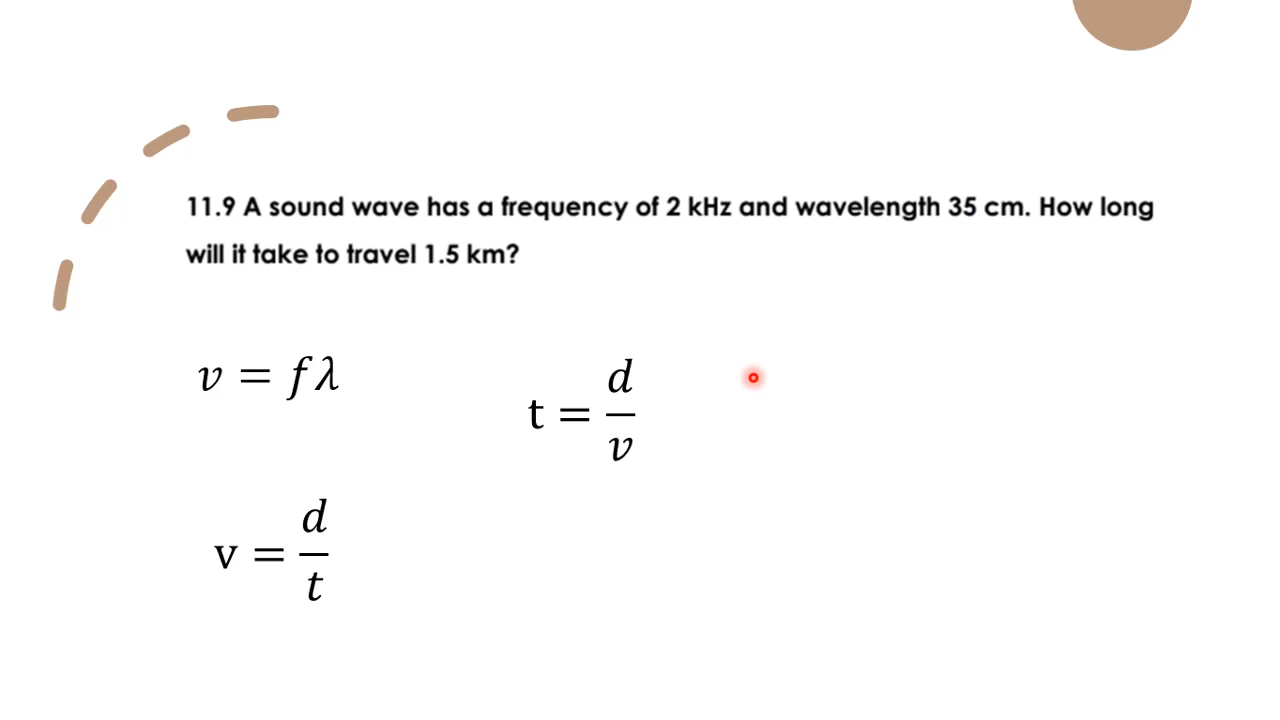 11.9 A sound wave has a frequency of 2 kHz and wavelength 35 cm. How long
will it take to travel 1.5 km?
v = fλ
t = d/v
v = d/t